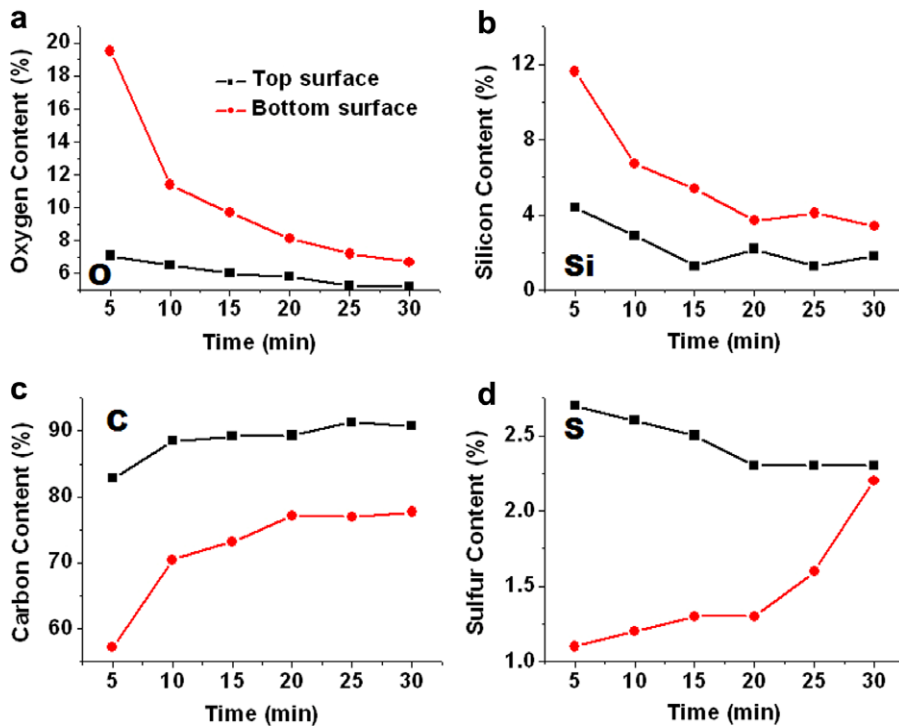 a
Oxygen Content (%)
20
18
16
14
12
10
8
6
Top surface
Bottom surface
O
5 10 15 20 25 30
Time (min)
b
Silicon Content (%)
12
8
4
0
Si
5 10 15 20 25 30
Time (min)
c
Carbon Content (%)
90
80
70
60
C
5 10 15 20 25 30
Time (min)
d
Sulfur Content (%)
2.5
2.0
1.5
1.0
S
5 10 15 20 25 30
Time (min)